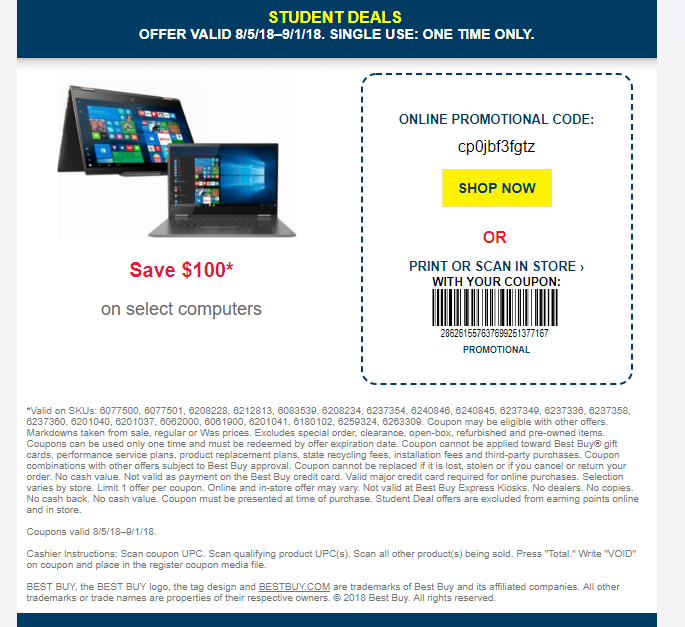 STUDENT DEALS
OFFER VALID 8/5/18–9/1/18. SINGLE USE: ONE TIME ONLY.
ONLINE PROMOTIONAL CODE:
cp0jbf3fgtz
SHOP NOW
OR
PRINT OR SCAN IN STORE ›
WITH YOUR COUPON:
286281557637699251377167
PROMOTIONAL
Save $100*
on select computers
*Valid on SKUs: 6077500, 6077501, 6208228, 6212813, 6083539, 6208234, 6237354, 6240846, 6240845, 6237349, 6237336, 6237358,
6237360, 6201040, 6201037, 6062000, 6061900, 6201041, 6180102, 6259324, 6263309. Coupon may be eligible with other offers.
Markdowns taken from sale, regular or Was prices. Excludes special order, clearance, open-box, refurbished and pre-owned items.
Coupons can be used only one time and must be redeemed by offer expiration date. Coupon cannot be applied toward Best Buy® gift
cards, performance service plans, product replacement plans, state recycling fees, installation fees and third-party purchases. Coupon
combinations with other offers subject to Best Buy approval. Coupon cannot be replaced if it is lost, stolen or if you cancel or return your
order. No cash value. Not valid as payment on the Best Buy credit card. Valid major credit card required for online purchases. Selection
varies by store. Limit 1 offer per coupon. Online and in-store offer may vary. Not valid at Best Buy Express Kiosks. No dealers. No copies.
No cash back. No cash value. Coupon must be presented at time of purchase. Student Deal offers are excluded from earning points online
and in store.
Coupons valid 8/5/18–9/1/18.
Cashier Instructions: Scan coupon UPC. Scan qualifying product UPC(s). Scan all other product(s) being sold. Press "Total." Write "VOID"
on coupon and place in the register coupon media file.
BEST BUY, the BEST BUY logo, the tag design and BESTBUY.COM are trademarks of Best Buy and its affiliated companies. All other
trademarks or trade names are properties of their respective owners. © 2018 Best Buy. All rights reserved.